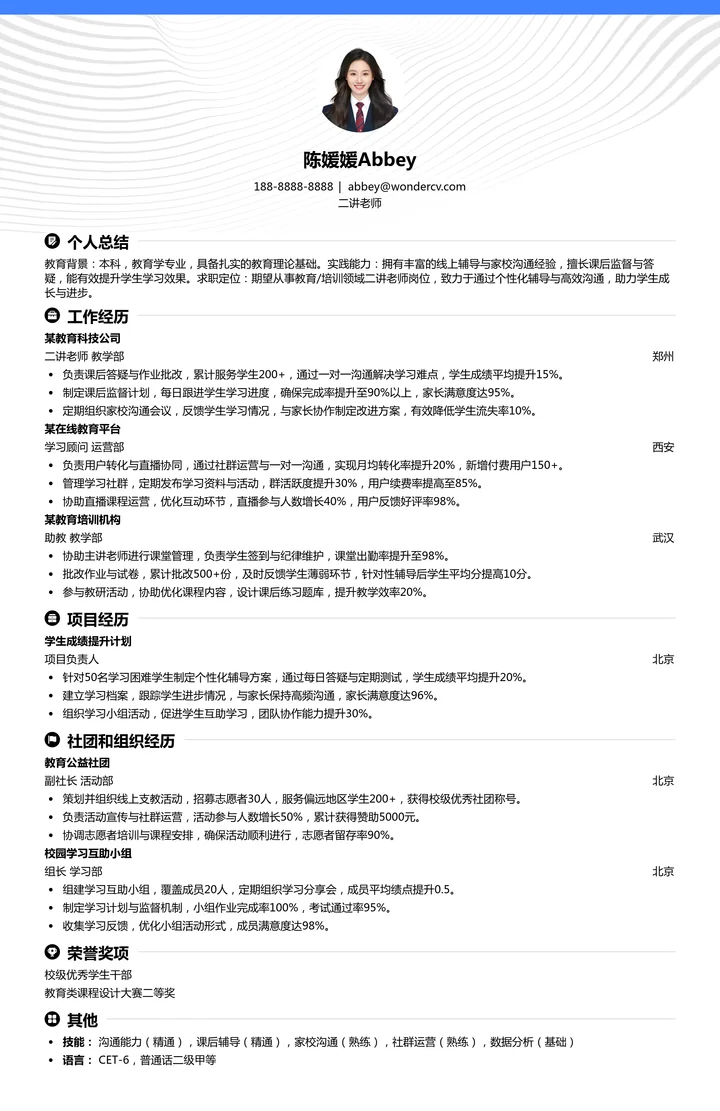 陈媛媛Abbey
188-8888-8888 | abbey@wondercv.com
二讲老师
个人总结
教育背景：本科，教育学专业，具备扎实的教育理论基础。实践能力：拥有丰富的线上辅导与家校沟通经验，擅长课后监督与答
疑，能有效提升学生学习效果。求职定位：期望从事教育/培训领域二讲老师岗位，致力于通过个性化辅导与高效沟通，助力学生成
长与进步。
工作经历
某教育科技公司
二讲老师 教学部 郑州
• 负责课后答疑与作业批改，累计服务学生200+，通过一对一沟通解决学习难点，学生成绩平均提升15%。
• 制定课后监督计划，每日跟进学生学习进度，确保完成率提升至90%以上，家长满意度达95%。
• 定期组织家校沟通会议，反馈学生学习情况，与家长协作制定改进方案，有效降低学生流失率10%。
某在线教育平台
学习顾问 运营部 西安
• 负责用户转化与直播协同，通过社群运营与一对一沟通，实现月均转化率提升20%，新增付费用户150+。
• 管理学习社群，定期发布学习资料与活动，群活跃度提升30%，用户续费率提高至85%。
• 协助直播课程运营，优化互动环节，直播参与人数增长40%，用户反馈好评率98%。
某教育培训机构
助教 教学部 武汉
• 协助主讲老师进行课堂管理，负责学生签到与纪律维护，课堂出勤率提升至98%。
• 批改作业与试卷，累计批改500+份，及时反馈学生薄弱环节，针对性辅导后学生平均分提高10分。
• 参与教研活动，协助优化课程内容，设计课后练习题库，提升教学效率20%。
项目经历
学生成绩提升计划
项目负责人 北京
• 针对50名学习困难学生制定个性化辅导方案，通过每日答疑与定期测试，学生成绩平均提升20%。
• 建立学习档案，跟踪学生进步情况，与家长保持高频沟通，家长满意度达96%。
• 组织学习小组活动，促进学生互助学习，团队协作能力提升30%。
社团和组织经历
教育公益社团
副社长 活动部 北京
• 策划并组织线上支教活动，招募志愿者30人，服务偏远地区学生200+，获得校级优秀社团称号。
• 负责活动宣传与社群运营，活动参与人数增长50%，累计获得赞助5000元。
• 协调志愿者培训与课程安排，确保活动顺利进行，志愿者留存率90%。
校园学习互助小组
组长 学习部 北京
• 组建学习互助小组，覆盖成员20人，定期组织学习分享会，成员平均绩点提升0.5。
• 制定学习计划与监督机制，小组作业完成率100%，考试通过率95%。
• 收集学习反馈，优化小组活动形式，成员满意度达98%。
荣誉奖项
校级优秀学生干部
教育类课程设计大赛二等奖
其他
• 技能： 沟通能力（精通），课后辅导（精通），家校沟通（熟练），社群运营（熟练），数据分析（基础）
• 语言： CET-6，普通话二级甲等